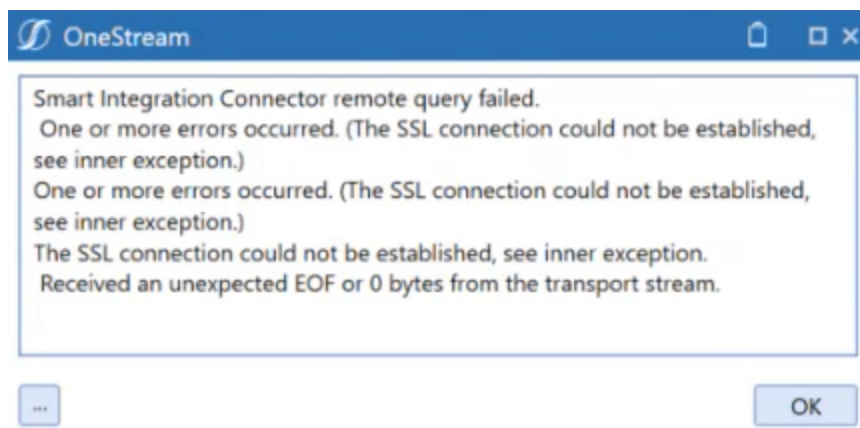 OneStream
Smart Integration Connector remote query failed.
One or more errors occurred. (The SSL connection could not be established,
see inner exception.)
One or more errors occurred. (The SSL connection could not be established,
see inner exception.)
The SSL connection could not be established, see inner exception.
Received an unexpected EOF or 0 bytes from the transport stream.
...
OK